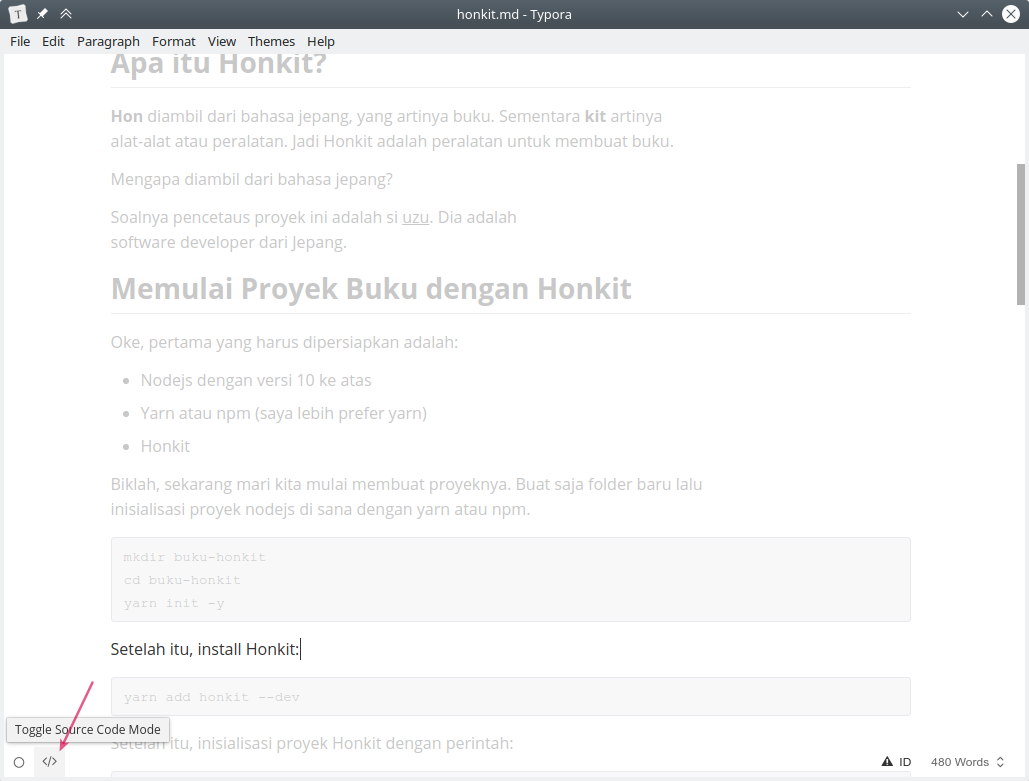 T
honkit.md - Typora
File Edit Paragraph Format View Themes Help
Apa itu Honkit?
Hon diambil dari bahasa jepang, yang artinya buku. Sementara kit artinya
alat-alat atau peralatan. Jadi Honkit adalah peralatan untuk membuat buku.
Mengapa diambil dari bahasa jepang?
Soalnya pencetaus proyek ini adalah si uzu. Dia adalah
software developer dari Jepang.
Memulai Proyek Buku dengan Honkit
Oke, pertama yang harus dipersiapkan adalah:
• Nodejs dengan versi 10 ke atas
• Yarn atau npm (saya lebih prefer yarn)
• Honkit
Biklah, sekarang mari kita mulai membuat proyeknya. Buat saja folder baru lalu
inisialisasi proyek nodejs di sana dengan yarn atau npm.
mkdir buku-honkit
cd buku-honkit
yarn init -y
Setelah itu, install Honkit:
yarn add honkit --dev
Toggle Source Code Mode
Setelah itu, inisialisasi proyek Honkit dengan perintah:
</> ID 480 Words